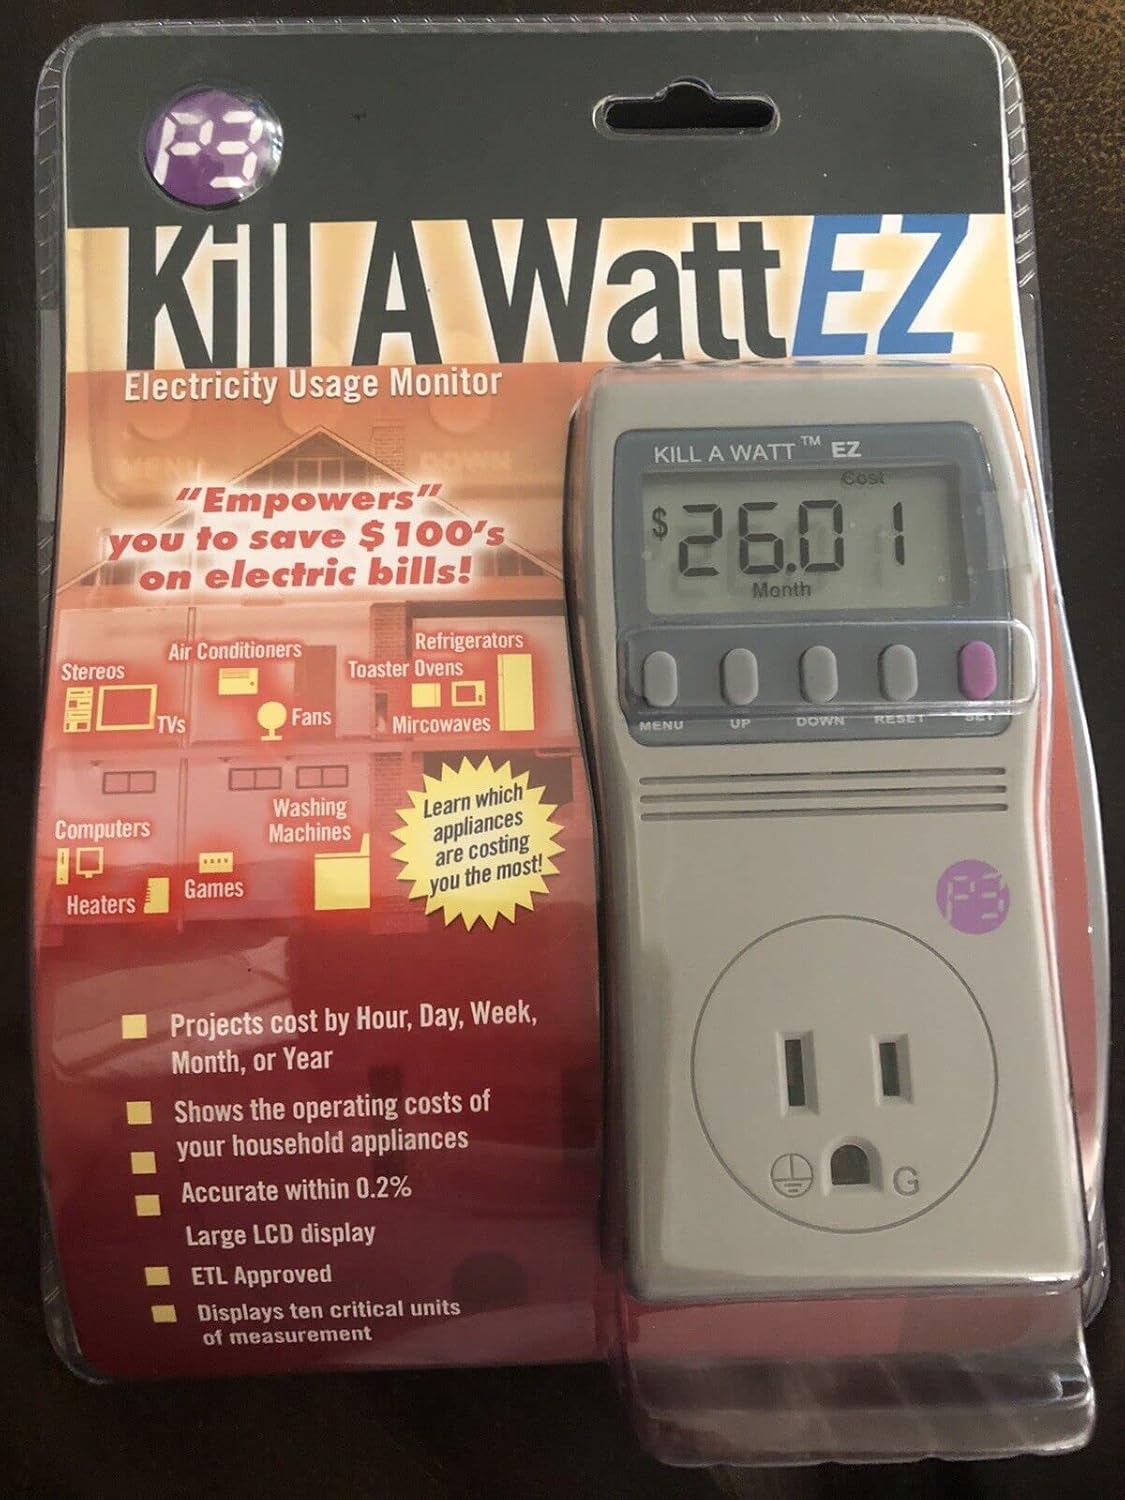 P3
Kill A Watt EZ
Electricity Usage Monitor
"Empowers"
you to save $100's
on electric bills!
Stereos
TVs
Air Conditioners
Fans
Refrigerators
Toaster Ovens
Mircowaves
Computers
Heaters
Games
Washing
Machines
Learn which
appliances
are costing
you the most!
Projects cost by Hour, Day, Week,
Month, or Year
Shows the operating costs of
your household appliances
Accurate within 0.2%
Large LCD display
ETL Approved
Displays ten critical units
of measurement
KILL A WATT™ EZ
Cost
$26.01
Month
MENU UP DOWN RESET SET
P3
G